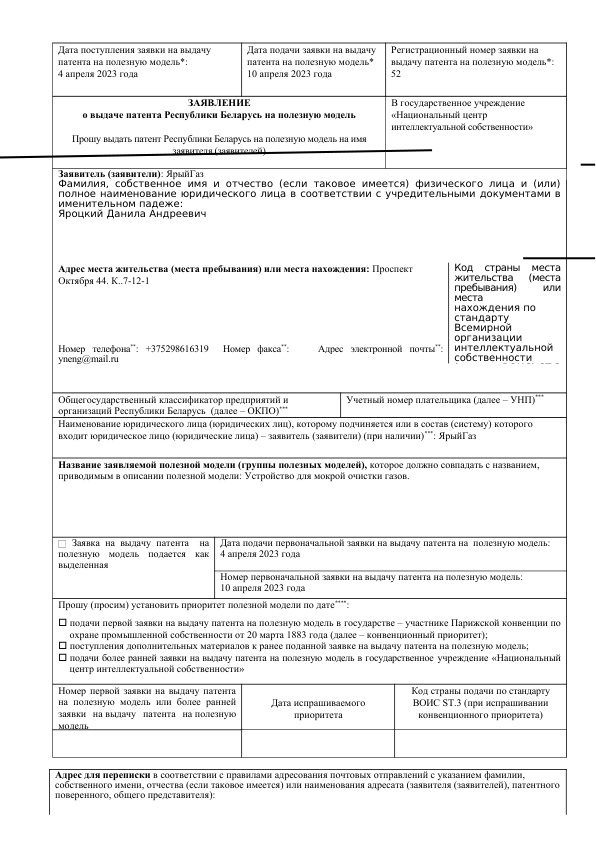 Дата поступления заявки на выдачу
патента на полезную модель*:
4 апреля 2023 года
Дата подачи заявки на выдачу
патента на полезную модель*
10 апреля 2023 года
Регистрационный номер заявки на
выдачу патента на полезную модель*:
52
ЗАЯВЛЕНИЕ
о выдаче патента Республики Беларусь на полезную модель
Прошу выдать патент Республики Беларусь на полезную модель на имя
заявителя (заявителей)
В государственное учреждение
«Национальный центр
интеллектуальной собственности»
Заявитель (заявители): ЯрыйГаз
Фамилия, собственное имя и отчество (если таковое имеется) физического лица и (или)
полное наименование юридического лица в соответствии с учредительными документами в
именительном падеже:
Яроцкий Данила Андреевич
Адрес места жительства (места пребывания) или места нахождения: Проспект
Октября 44. К..7-12-1
Номер телефона**: +375298616319 Номер факса**: Адрес электронной почты**:
yneng@mail.ru
Код страны места
жительства (места
пребывания) или
места
нахождения по
стандарту
Всемирной
организации
интеллектуальной
собственности
Общегосударственный классификатор предприятий и
организаций Республики Беларусь (далее – ОКПО)***
Учетный номер плательщика (далее – УНП)***
Наименование юридического лица (юридических лиц), которому подчиняется или в состав (систему) которого
входит юридическое лицо (юридические лица) – заявитель (заявители) (при наличии)***: ЯрыйГаз
Название заявляемой полезной модели (группы полезных моделей), которое должно совпадать с названием,
приводимым в описании полезной модели: Устройство для мокрой очистки газов.
Заявка на выдачу патента на
полезную модель подается как
выделенная
Дата подачи первоначальной заявки на выдачу патента на полезную модель:
4 апреля 2023 года
Номер первоначальной заявки на выдачу патента на полезную модель:
10 апреля 2023 года
Прошу (просим) установить приоритет полезной модели по дате****:
подачи первой заявки на выдачу патента на полезную модель в государстве – участнике Парижской конвенции по
охране промышленной собственности от 20 марта 1883 года (далее – конвенционный приоритет);
поступления дополнительных материалов к ранее поданной заявке на выдачу патента на полезную модель;
подачи более ранней заявки на выдачу патента на полезную модель в государственное учреждение «Национальный
центр интеллектуальной собственности»
Номер первой заявки на выдачу патента
на полезную модель или более ранней
заявки на выдачу патента на полезную
модель
Дата испрашиваемого
приоритета
Код страны подачи по стандарту
ВОИС ST.3 (при испрашивании
конвенционного приоритета)
Адрес для переписки в соответствии с правилами адресования почтовых отправлений с указанием фамилии,
собственного имени, отчества (если таковое имеется) или наименования адресата (заявителя (заявителей), патентного
поверенного, общего представителя):